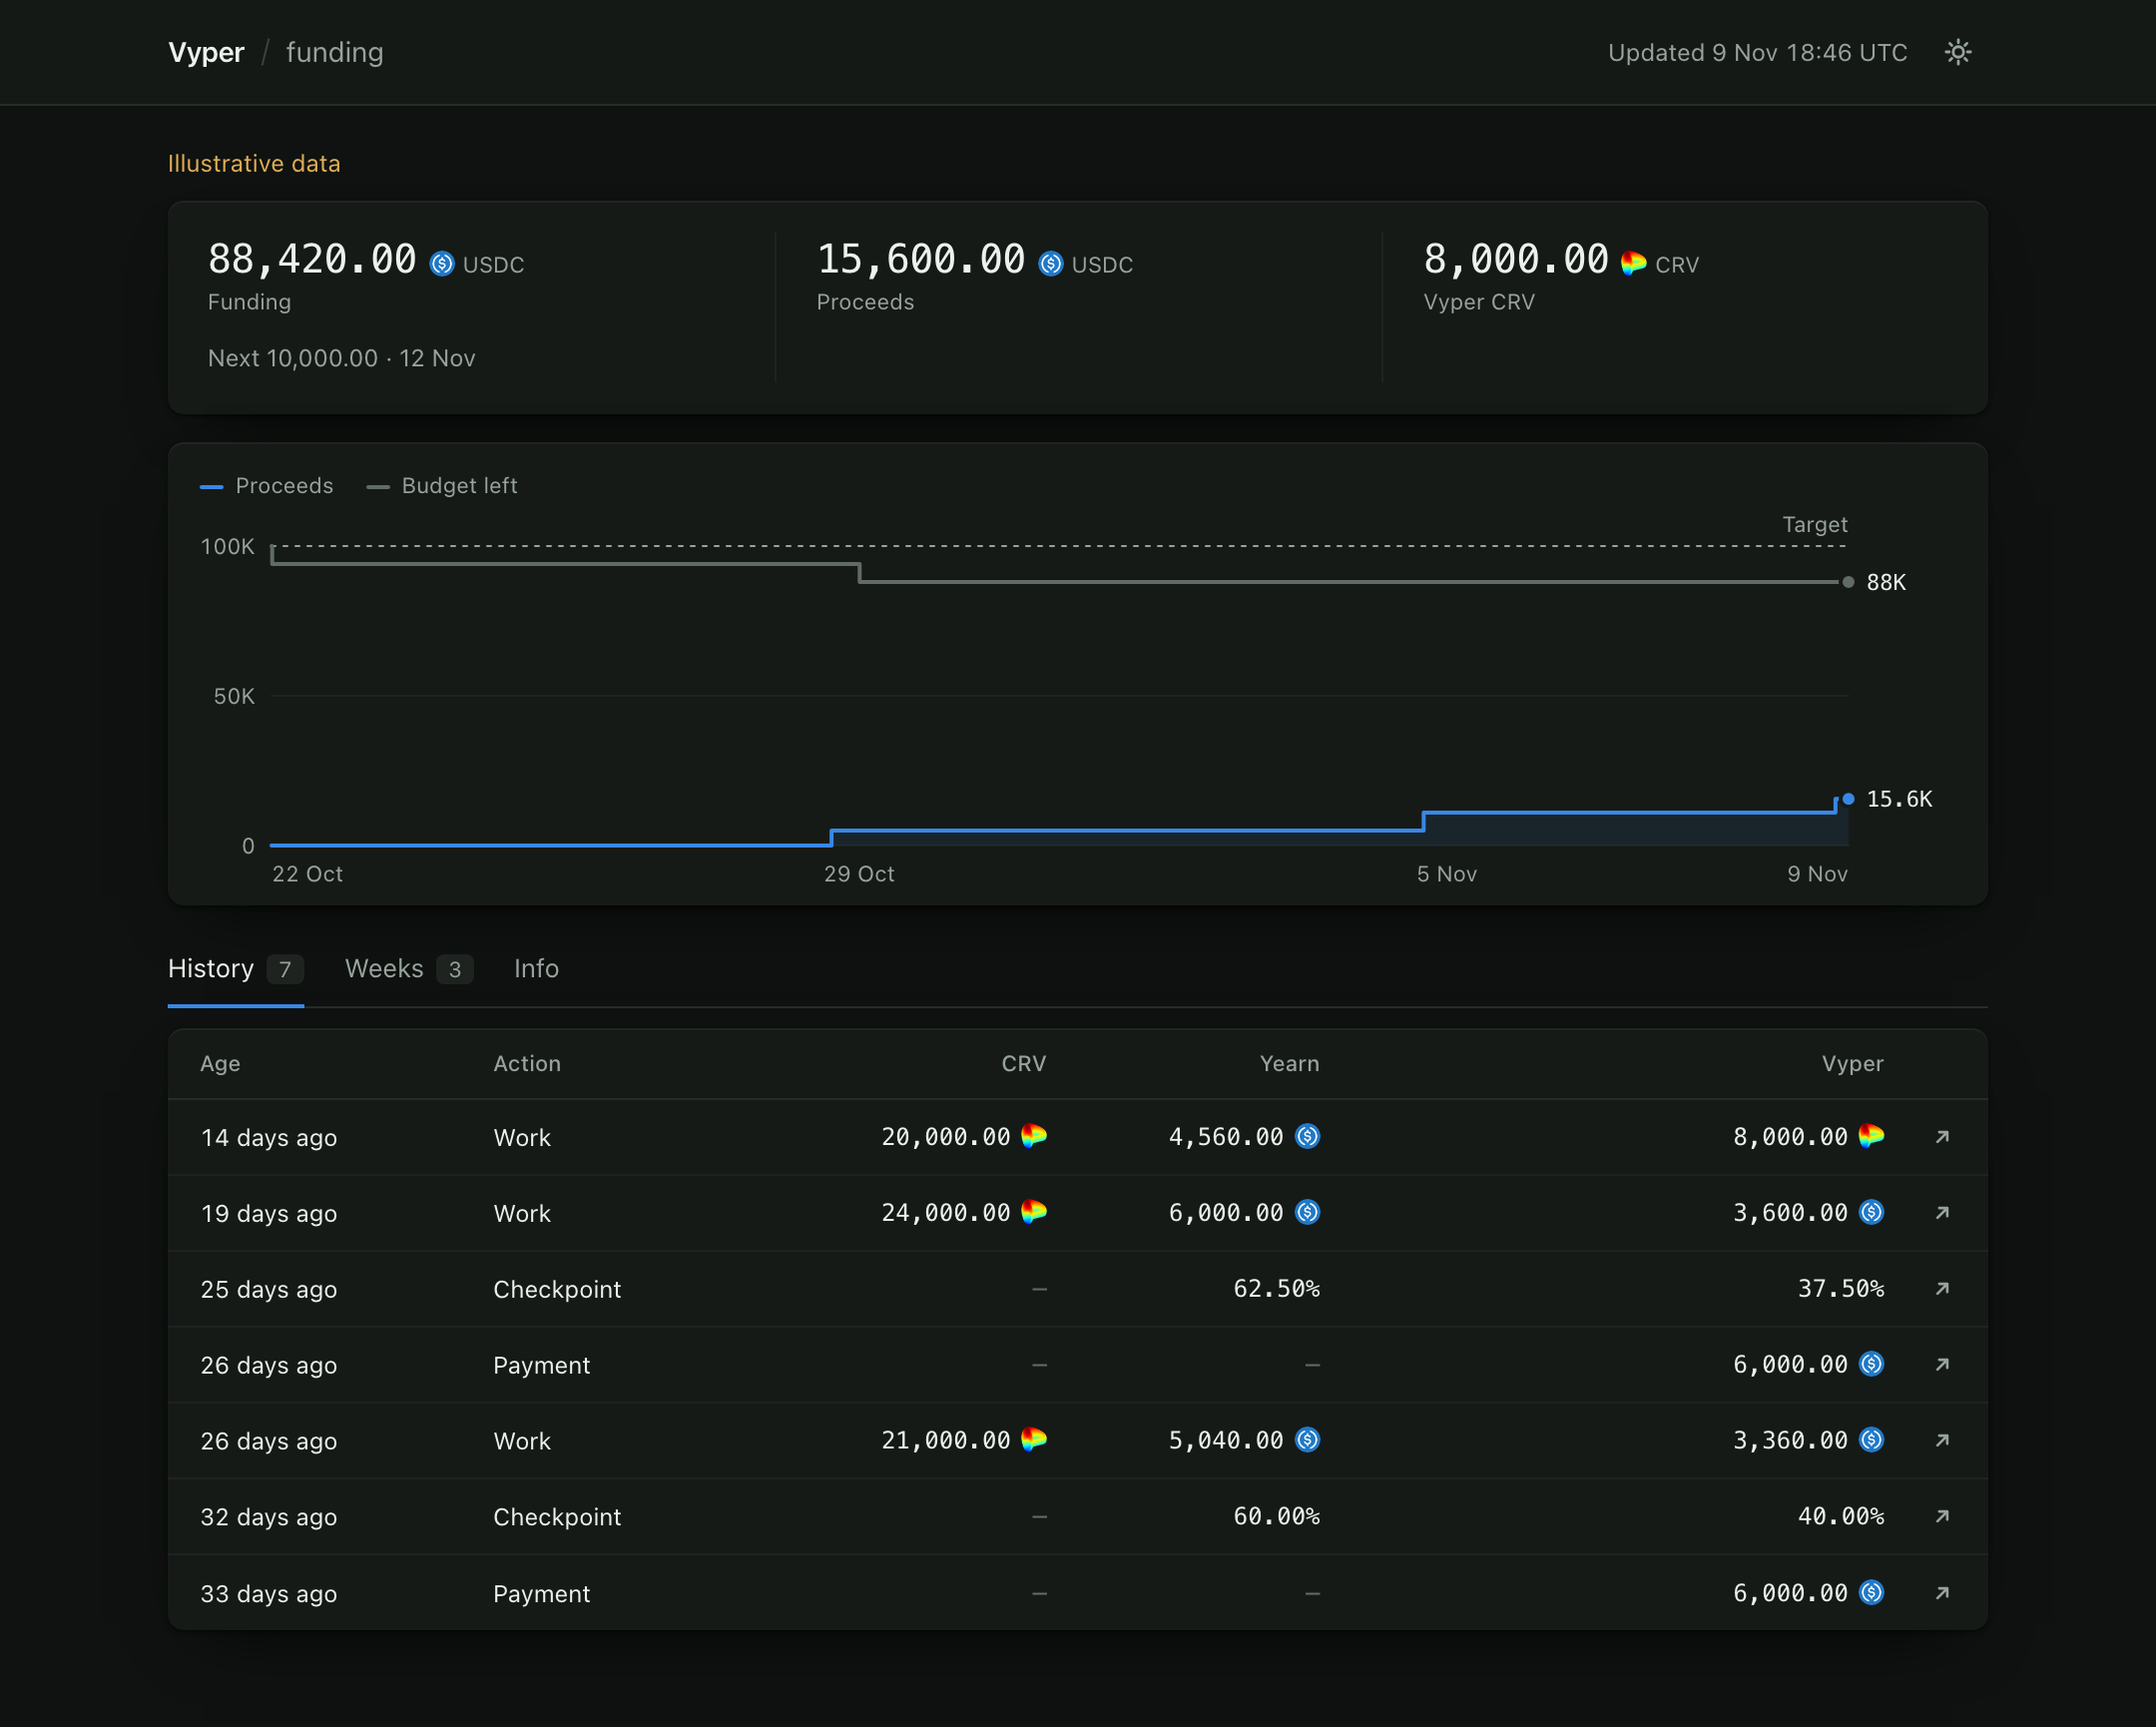 Vyper / funding
Updated 9 Nov 18:46 UTC
Illustrative data
88,420.00 USDC
Funding
Next 10,000.00 · 12 Nov
15,600.00 USDC
Proceeds
8,000.00 CRV
Vyper CRV
Proceeds Budget left
Target
100K
88K
50K
15.6K
0
22 Oct 29 Oct 5 Nov 9 Nov
History 7 Weeks 3 Info
Age Action CRV Yearn Vyper
14 days ago Work 20,000.00 4,560.00 8,000.00 ↗
19 days ago Work 24,000.00 6,000.00 3,600.00 ↗
25 days ago Checkpoint – 62.50% 37.50% ↗
26 days ago Payment – – 6,000.00 ↗
26 days ago Work 21,000.00 5,040.00 3,360.00 ↗
32 days ago Checkpoint – 60.00% 40.00% ↗
33 days ago Payment – – 6,000.00 ↗